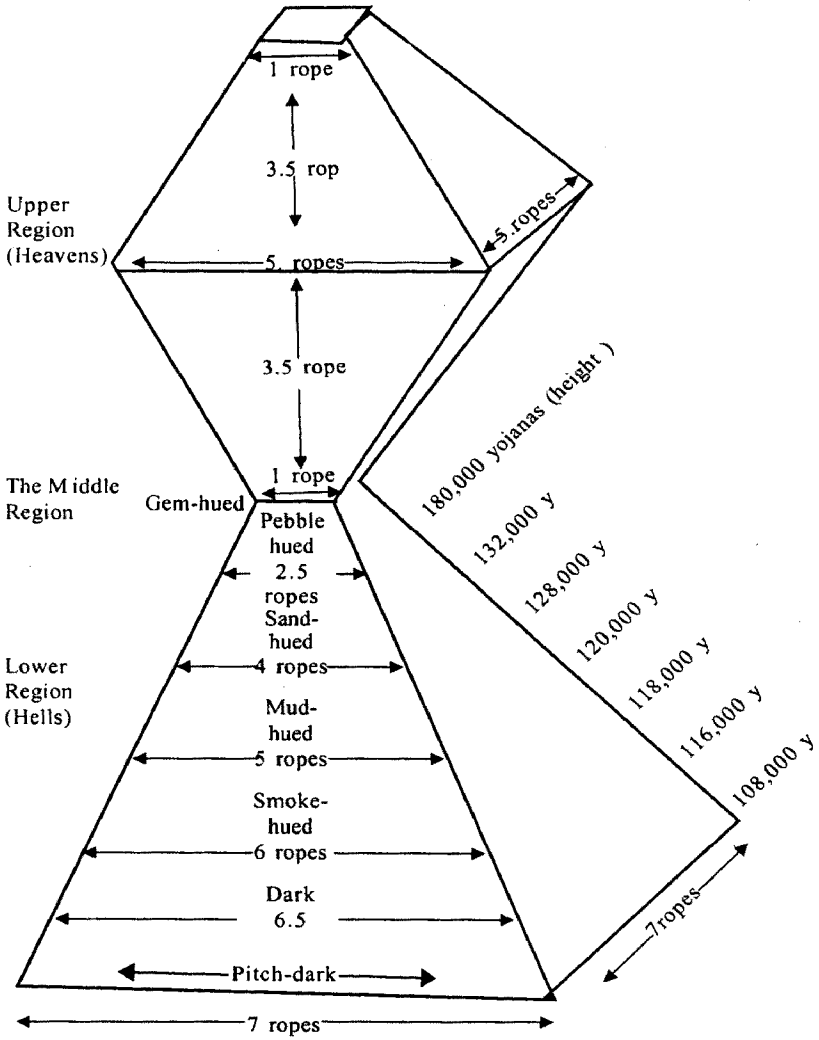 1 rope
3.5 rop
Upper
Region
(Heavens)
5. ropes
5. ropes
3.5 rope
180,000 yojanas (height )
The Middle
Region
Gem-hued
1 rope
132,000 y
Pebble
hued
2.5
ropes
128,000 y
Sand-
hued
4 ropes
120,000 y
Lower
Region
(Hells)
118,000 y
Mud-
hued
5 ropes
116,000 y
Smoke-
hued
6 ropes
108,000 y
Dark
6.5
7ropes
Pitch-dark
7 ropes